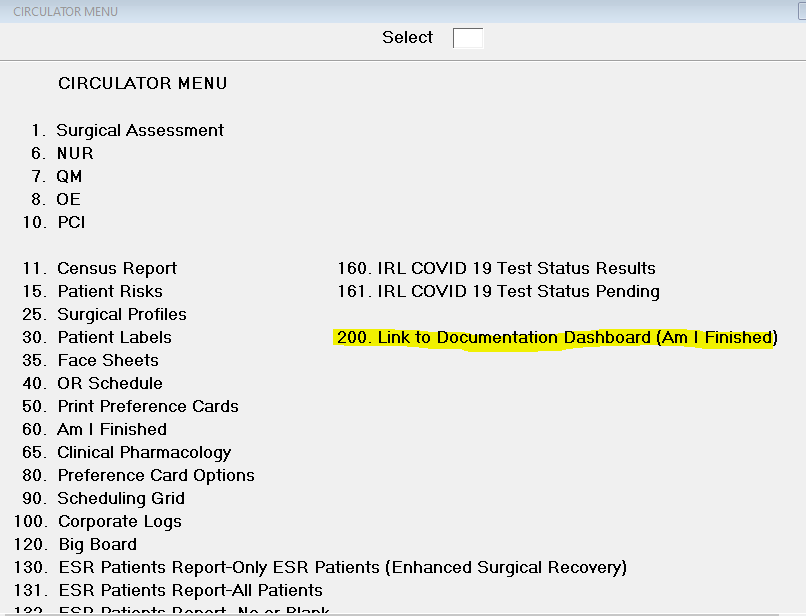 CIRCULATOR MENU
Select
CIRCULATOR MENU
1. Surgical Assessment
6. NUR
7. QM
8. OE
10. PCI
11. Census Report
160. IRL COVID 19 Test Status Results
15. Patient Risks
161. IRL COVID 19 Test Status Pending
25. Surgical Profiles
30. Patient Labels
200. Link to Documentation Dashboard (Am I Finished)
35. Face Sheets
40. OR Schedule
50. Print Preference Cards
60. Am I Finished
65. Clinical Pharmacology
80. Preference Card Options
90. Scheduling Grid
100. Corporate Logs
120. Big Board
130. ESR Patients Report-Only ESR Patients (Enhanced Surgical Recovery)
131. ESR Patients Report-All Patients
132. ESR Patients Report-No or Blank